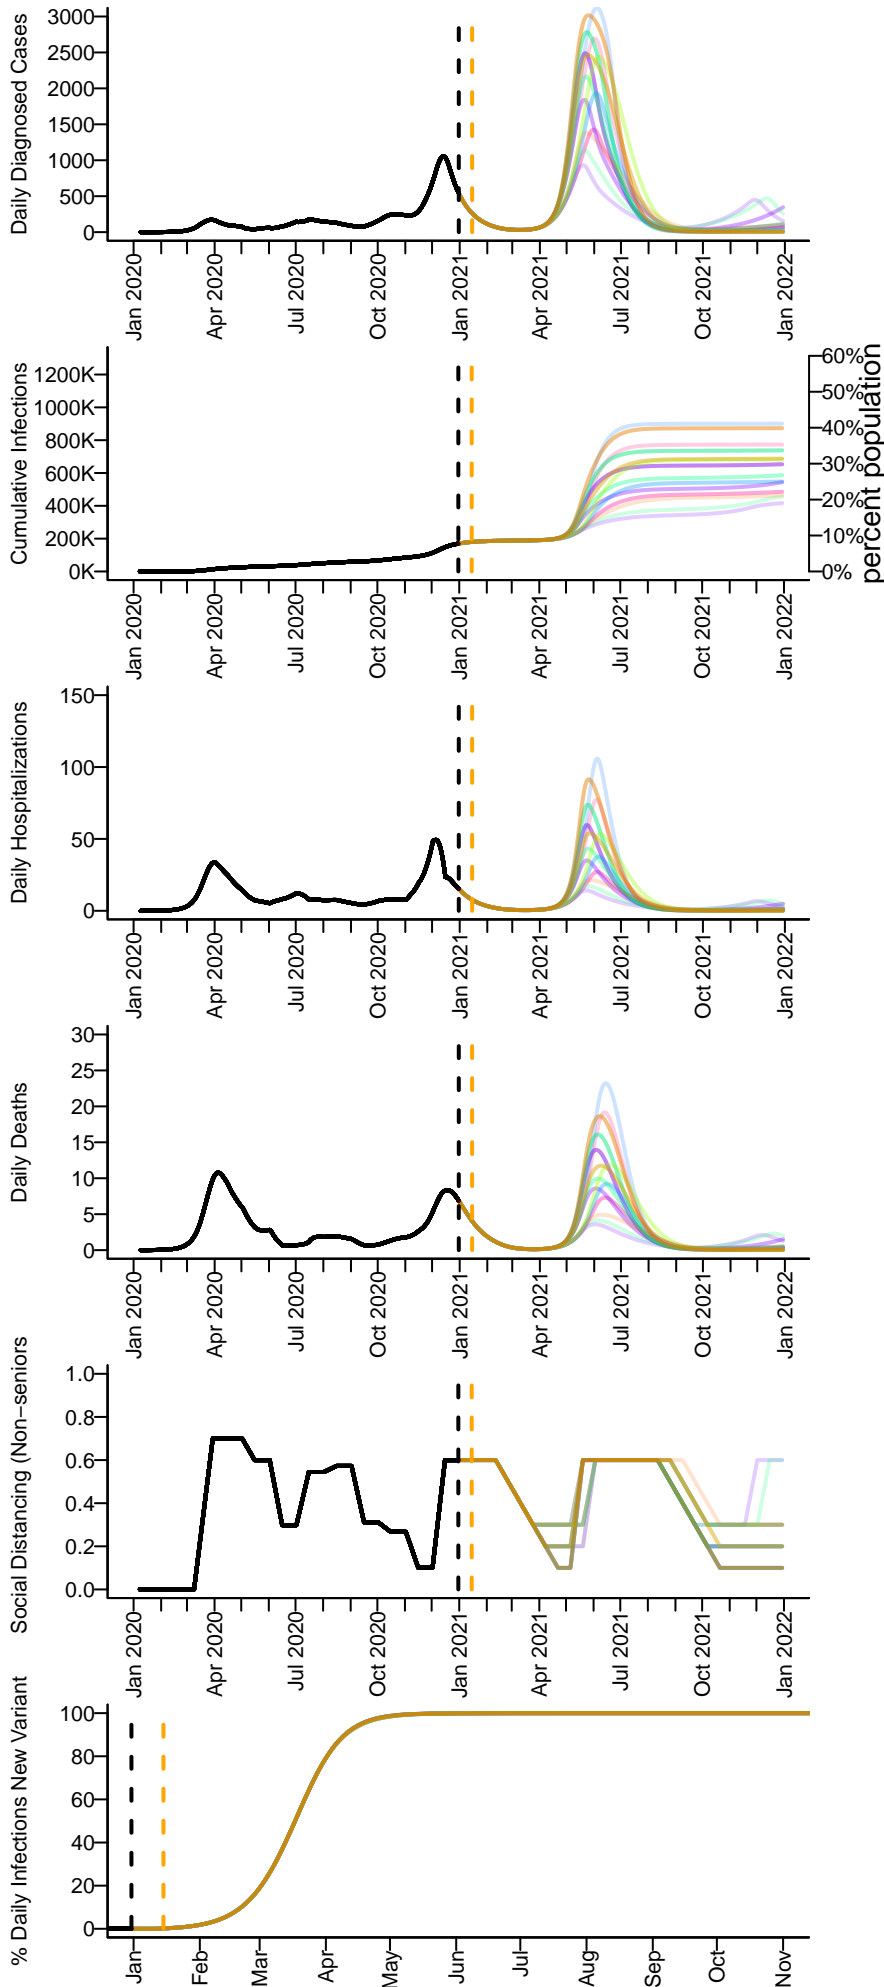 Daily Diagnosed Cases
3000
2500
2000
1500
1000
500
0
Jan 2020
Apr 2020
Jul 2020
Oct 2020
Jan 2021
Apr 2021
Jul 2021
Oct 2021
Jan 2022
Cumulative Infections
1200K
1000K
800K
600K
400K
200K
0K
60%
50%
40%
30%
20%
10%
0%
percent population
Jan 2020
Apr 2020
Jul 2020
Oct 2020
Jan 2021
Apr 2021
Jul 2021
Oct 2021
Jan 2022
Daily Hospitalizations
150
100
50
0
Jan 2020
Apr 2020
Jul 2020
Oct 2020
Jan 2021
Apr 2021
Jul 2021
Oct 2021
Jan 2022
Daily Deaths
30
25
20
15
10
5
0
Jan 2020
Apr 2020
Jul 2020
Oct 2020
Jan 2021
Apr 2021
Jul 2021
Oct 2021
Jan 2022
Social Distancing (Non−seniors
1.0
0.8
0.6
0.4
0.2
0.0
Jan 2020
Apr 2020
Jul 2020
Oct 2020
Jan 2021
Apr 2021
Jul 2021
Oct 2021
Jan 2022
% Daily Infections New Variant
100
80
60
40
20
0
Jan
Feb
Mar
Apr
May
Jun
Jul
Aug
Sep
Oct
Nov